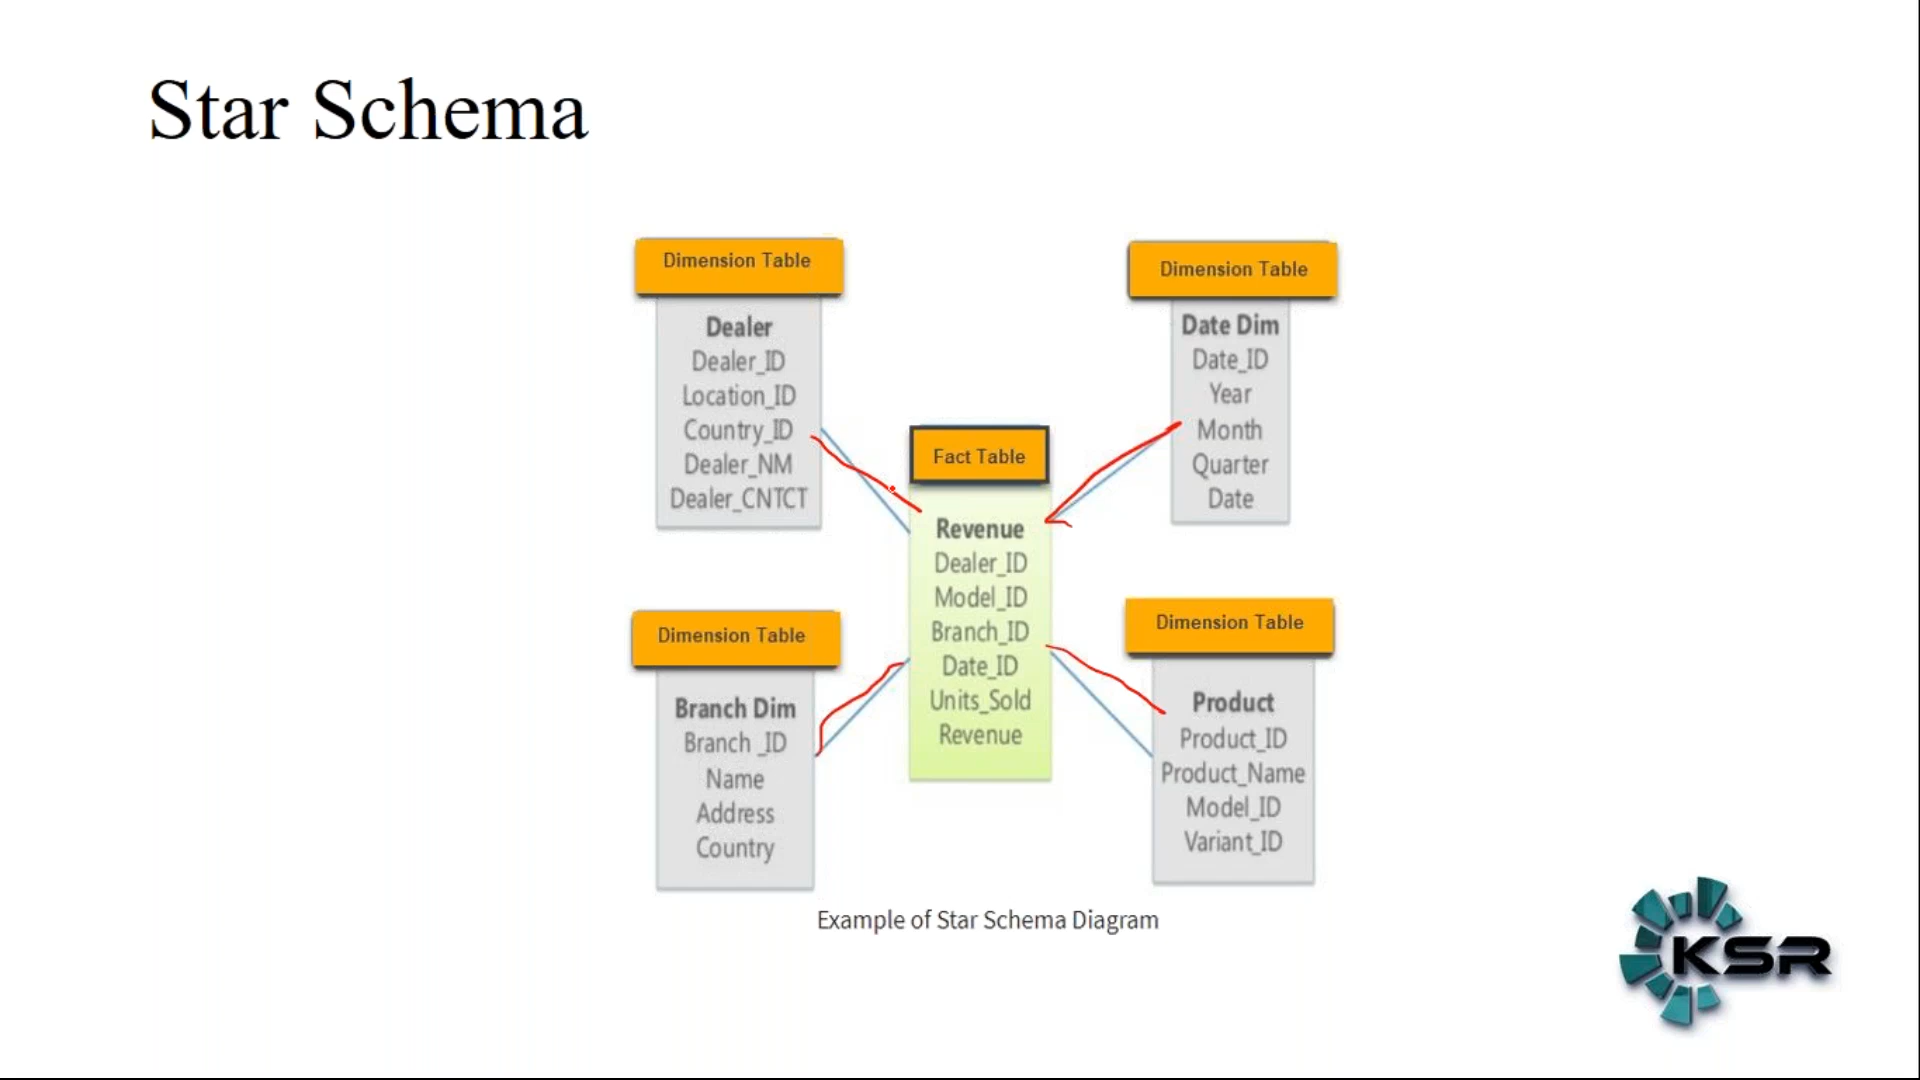 Star Schema
Dimension Table
Dealer
Dealer_ID
Location_ID
Country_ID
Dealer_NM
Dealer_CNTCT
Dimension Table
Date Dim
Date_ID
Year
Month
Quarter
Date
Fact Table
Revenue
Dealer_ID
Model_ID
Branch_ID
Date_ID
Units_Sold
Revenue
Dimension Table
Branch Dim
Branch _ID
Name
Address
Country
Dimension Table
Product
Product_ID
Product_Name
Model_ID
Variant_ID
Example of Star Schema Diagram
KSR